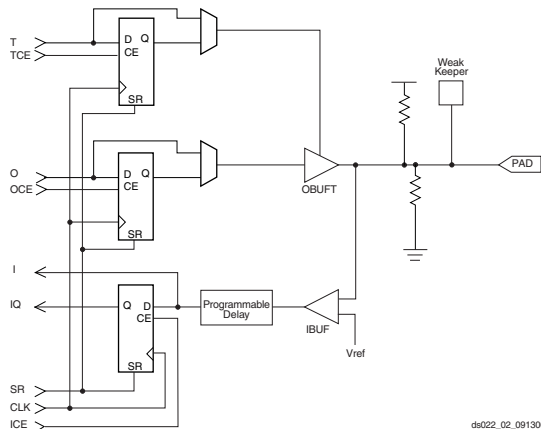 T
TCE
D Q
CE
SR
Weak
Keeper
O
OCE
D Q
CE
SR
OBUFT
PAD
I
IQ
Q D
CE
SR
Programmable
Delay
IBUF
Vref
SR
CLK
ICE
ds022_02_09130